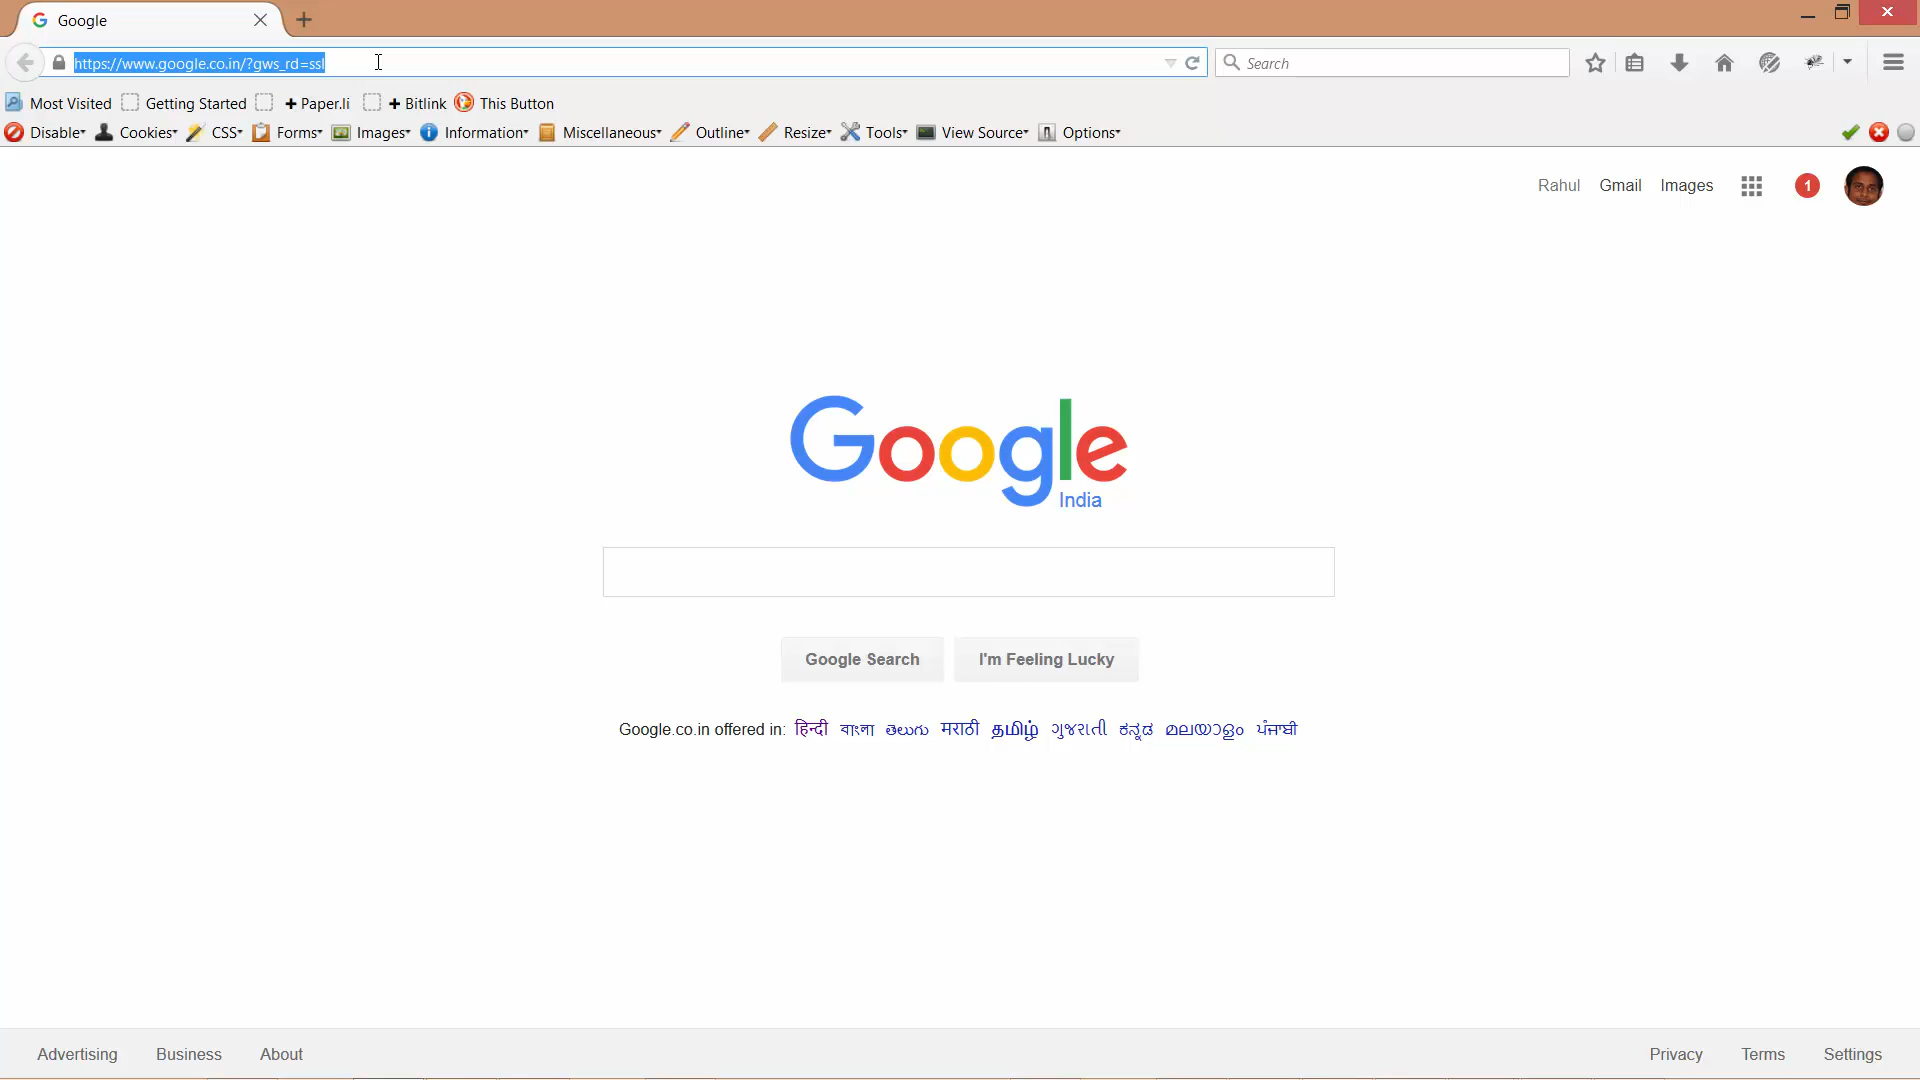 Google
https://www.google.co.in/?gws_rd=ssl
Search
Most Visited Getting Started + Paper.li + Bitlink This Button
Disable Cookies CSS Forms Images Information Miscellaneous Outline Resize Tools View Source Options
Rahul Gmail Images 1
Google
India
Google Search I'm Feeling Lucky
Google.co.in offered in: हिन्दी বাংলা తెలుగు मराठी தமிழ் ગુજરાતી ಕನ್ನಡ മലയാളം ਪੰਜਾਬੀ
Advertising Business About Privacy Terms Settings